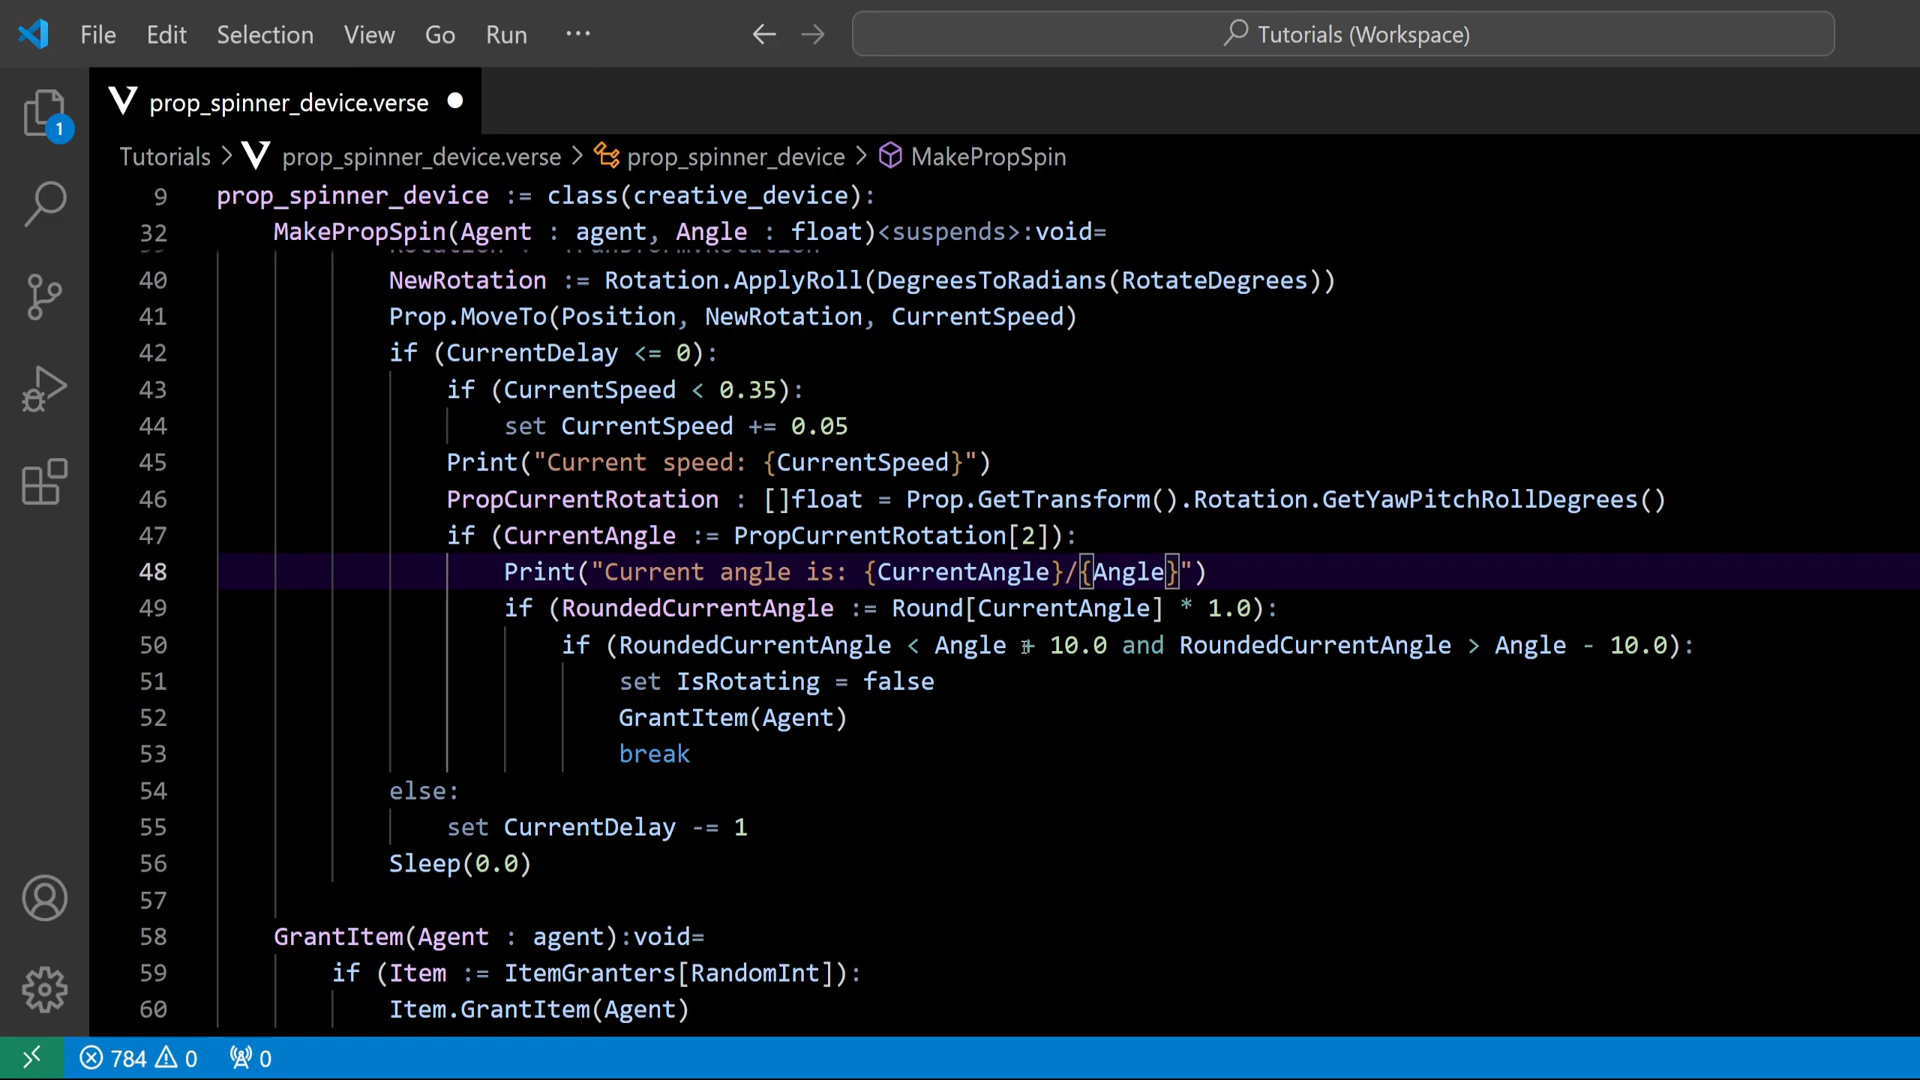 File Edit Selection View Go Run ··· Tutorials (Workspace)
prop_spinner_device.verse
Tutorials > prop_spinner_device.verse > prop_spinner_device > MakePropSpin
1
9 prop_spinner_device := class(creative_device):
32 MakePropSpin(Agent : agent, Angle : float)<suspends>:void=
40 NewRotation := Rotation.ApplyRoll(DegreesToRadians(RotateDegrees))
41 Prop.MoveTo(Position, NewRotation, CurrentSpeed)
42 if (CurrentDelay <= 0):
43 if (CurrentSpeed < 0.35):
44 set CurrentSpeed += 0.05
45 Print("Current speed: {CurrentSpeed}")
46 PropCurrentRotation : []float = Prop.GetTransform().Rotation.GetYawPitchRollDegrees()
47 if (CurrentAngle := PropCurrentRotation[2]):
48 Print("Current angle is: {CurrentAngle}/{Angle}")
49 if (RoundedCurrentAngle := Round[CurrentAngle] * 1.0):
50 if (RoundedCurrentAngle < Angle + 10.0 and RoundedCurrentAngle > Angle - 10.0):
51 set IsRotating = false
52 GrantItem(Agent)
53 break
54 else:
55 set CurrentDelay -= 1
56 Sleep(0.0)
57
58 GrantItem(Agent : agent):void=
59 if (Item := ItemGranters[RandomInt]):
60 Item.GrantItem(Agent)
784 0 0